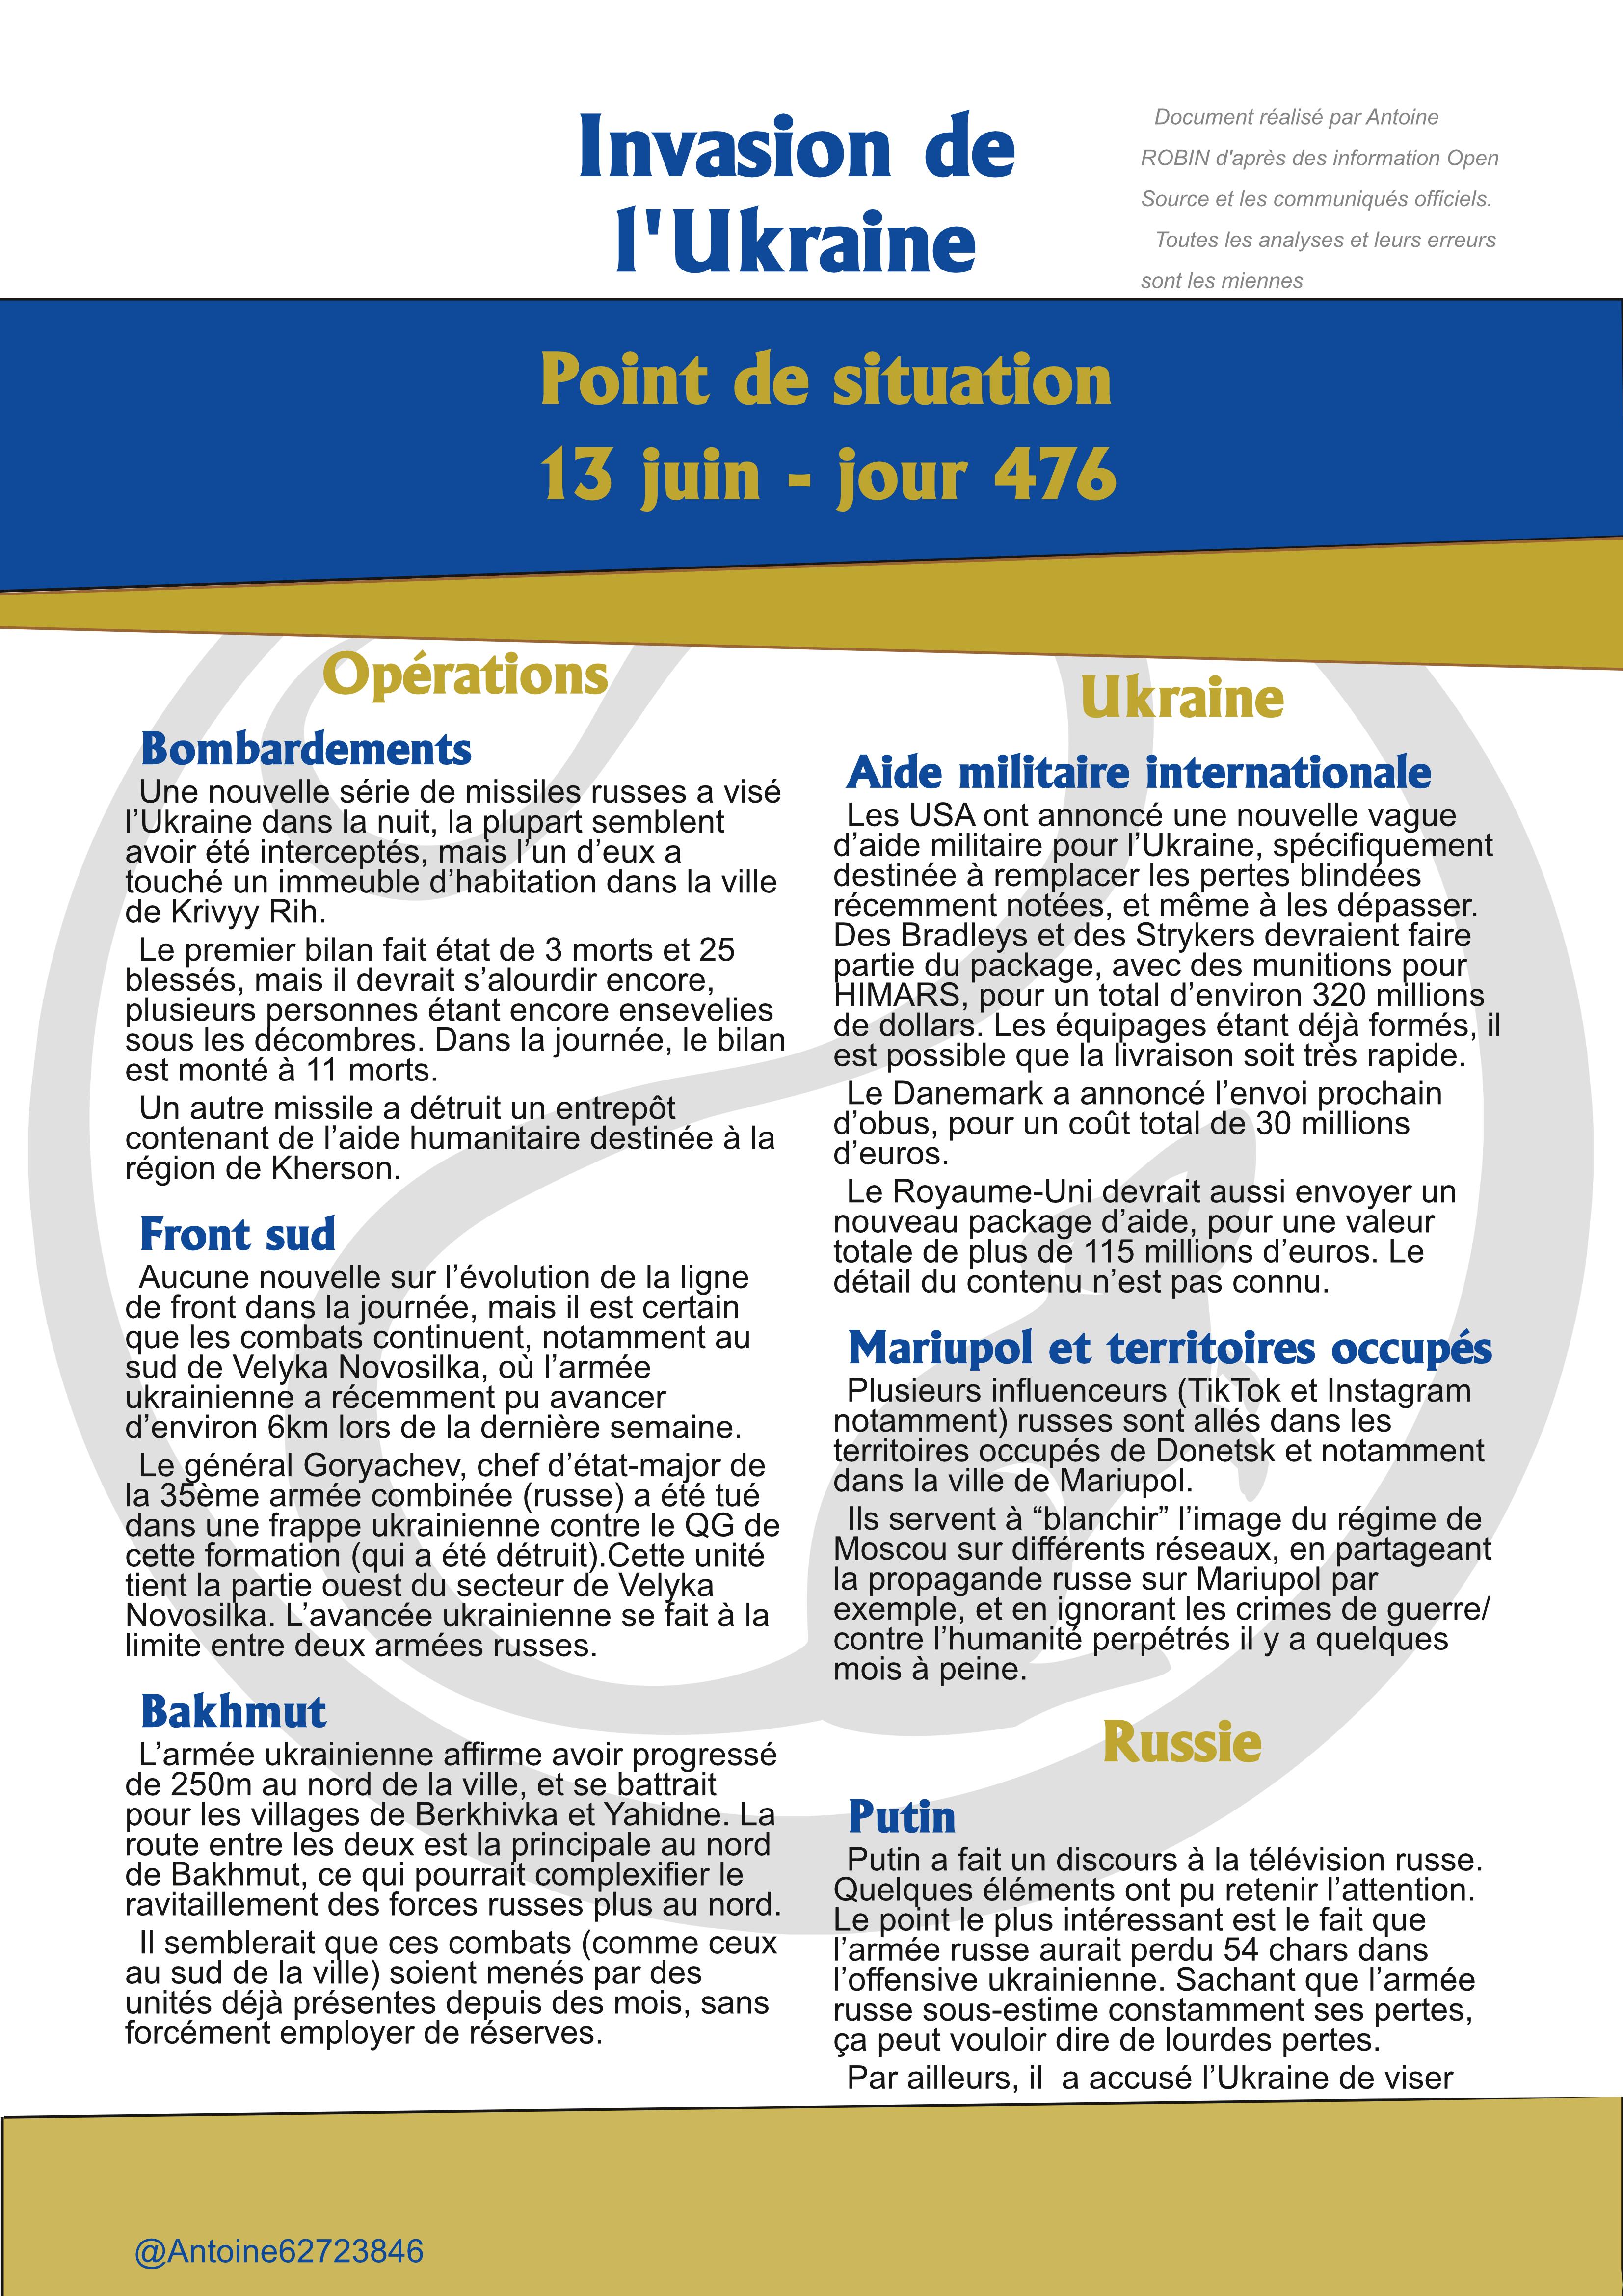 Invasion de
l'Ukraine
Document réalisé par Antoine
ROBIN d'après des information Open
Source et les communiqués officiels.
Toutes les analyses et leurs erreurs
sont les miennes
Point de situation
13 juin - jour 476
Opérations
Bombardements
Une nouvelle série de missiles russes a visé
l’Ukraine dans la nuit, la plupart semblent
avoir été interceptés, mais l’un d’eux a
touché un immeuble d’habitation dans la ville
de Krivyy Rih.
Le premier bilan fait état de 3 morts et 25
blessés, mais il devrait s’alourdir encore,
plusieurs personnes étant encore ensevelies
sous les décombres. Dans la journée, le bilan
est monté à 11 morts.
Un autre missile a détruit un entrepôt
contenant de l’aide humanitaire destinée à la
région de Kherson.
Front sud
Aucune nouvelle sur l’évolution de la ligne
de front dans la journée, mais il est certain
que les combats continuent, notamment au
sud de Velyka Novosilka, où l’armée
ukrainienne a récemment pu avancer
d’environ 6km lors de la dernière semaine.
Le général Goryachev, chef d’état-major de
la 35ème armée combinée (russe) a été tué
dans une frappe ukrainienne contre le QG de
cette formation (qui a été détruit).Cette unité
tient la partie ouest du secteur de Velyka
Novosilka. L’avancée ukrainienne se fait à la
limite entre deux armées russes.
Bakhmut
L’armée ukrainienne affirme avoir progressé
de 250m au nord de la ville, et se battrait
pour les villages de Berkhivka et Yahidne. La
route entre les deux est la principale au nord
de Bakhmut, ce qui pourrait complexifier le
ravitaillement des forces russes plus au nord.
Il semblerait que ces combats (comme ceux
au sud de la ville) soient menés par des
unités déjà présentes depuis des mois, sans
forcément employer de réserves.
Ukraine
Aide militaire internationale
Les USA ont annoncé une nouvelle vague
d’aide militaire pour l’Ukraine, spécifiquement
destinée à remplacer les pertes blindées
récemment notées, et même à les dépasser.
Des Bradleys et des Strykers devraient faire
partie du package, avec des munitions pour
HIMARS, pour un total d’environ 320 millions
de dollars. Les équipages étant déjà formés, il
est possible que la livraison soit très rapide.
Le Danemark a annoncé l’envoi prochain
d’obus, pour un coût total de 30 millions
d’euros.
Le Royaume-Uni devrait aussi envoyer un
nouveau package d’aide, pour une valeur
totale de plus de 115 millions d’euros. Le
détail du contenu n’est pas connu.
Mariupol et territoires occupés
Plusieurs influenceurs (TikTok et Instagram
notamment) russes sont allés dans les
territoires occupés de Donetsk et notamment
dans la ville de Mariupol.
Ils servent à “blanchir” l’image du régime de
Moscou sur différents réseaux, en partageant
la propagande russe sur Mariupol par
exemple, et en ignorant les crimes de guerre/
contre l’humanité perpétrés il y a quelques
mois à peine.
Russie
Putin
Putin a fait un discours à la télévision russe.
Quelques éléments ont pu retenir l’attention.
Le point le plus intéressant est le fait que
l’armée russe aurait perdu 54 chars dans
l’offensive ukrainienne. Sachant que l’armée
russe sous-estime constamment ses pertes,
ça peut vouloir dire de lourdes pertes.
Par ailleurs, il  a accusé l’Ukraine de viser
@Antoine62723846